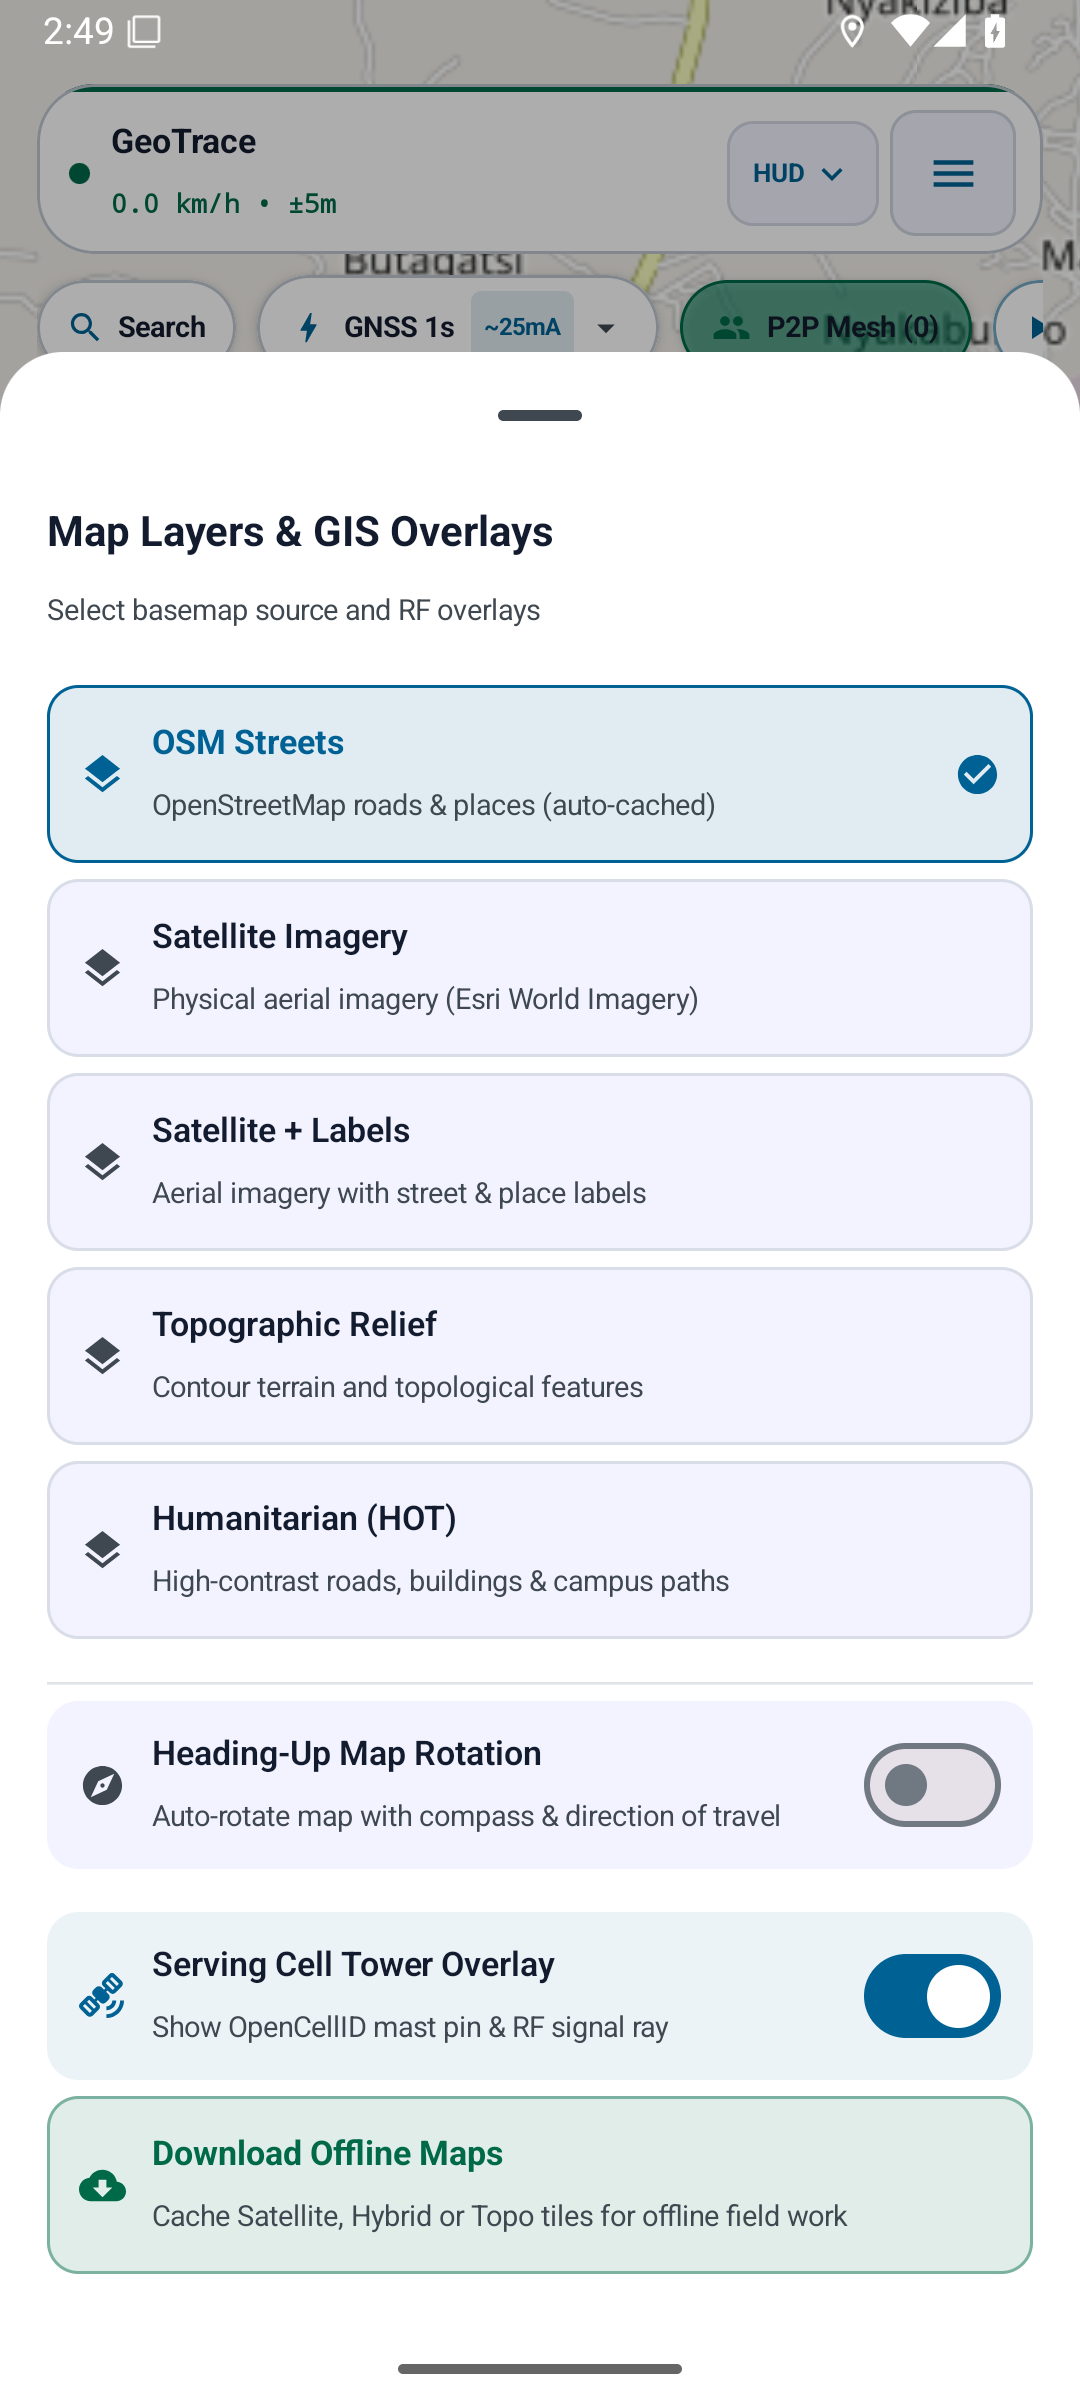 2:49
Nyakiziba
GeoTrace
0.0 km/h • ±5m
HUD
Butagatsi
Search
GNSS 1s
~25mA
P2P Mesh (0)
Map Layers & GIS Overlays
Select basemap source and RF overlays
OSM Streets
OpenStreetMap roads & places (auto-cached)
Satellite Imagery
Physical aerial imagery (Esri World Imagery)
Satellite + Labels
Aerial imagery with street & place labels
Topographic Relief
Contour terrain and topological features
Humanitarian (HOT)
High-contrast roads, buildings & campus paths
Heading-Up Map Rotation
Auto-rotate map with compass & direction of travel
Serving Cell Tower Overlay
Show OpenCellID mast pin & RF signal ray
Download Offline Maps
Cache Satellite, Hybrid or Topo tiles for offline field work